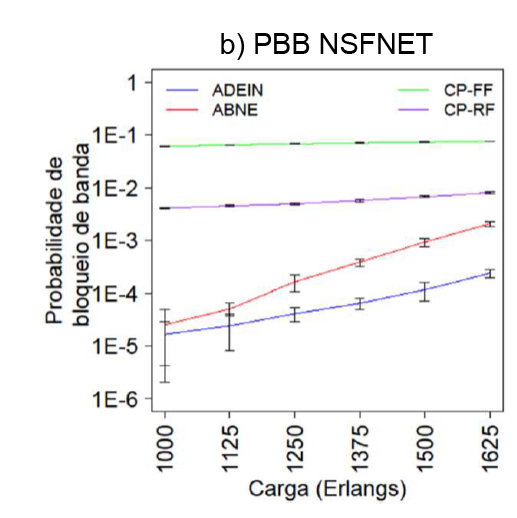 b) PBB NSFNET
ADEIN
ABNE
CP-FF
CP-RF
Probabilidade de
bloqueio de banda
1
1E-1
1E-2
1E-3
1E-4
1E-5
1E-6
1000
1125
1250
1375
1500
1625
Carga (Erlangs)